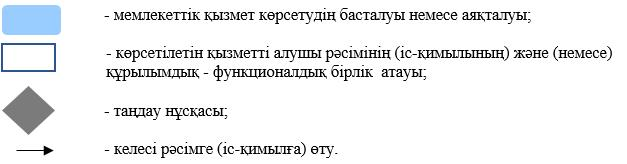 - мемлекеттік қызмет көрсетудің басталуы немесе аяқталуы;
- көрсетілетін қызметті алушы рәсімінің (іс-қимылының) және (немесе)
құрылымдық - функционалдық бірлік атауы;
- таңдау нұсқасы;
- келесі рәсімге (іс-қимылға) өту.